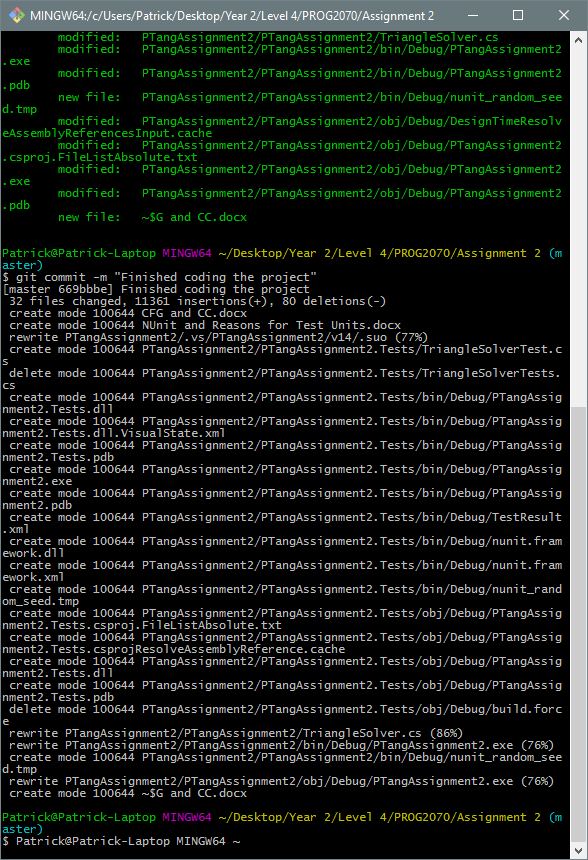 MINGW64:/c/Users/Patrick/Desktop/Year 2/Level 4/PROG2070/Assignment 2
modified: PTangAssignment2/PTangAssignment2/TriangleSolver.cs
modified: PTangAssignment2/PTangAssignment2/bin/Debug/PTangAssignment2
.exe
modified: PTangAssignment2/PTangAssignment2/bin/Debug/PTangAssignment2
.pdb
new file: PTangAssignment2/PTangAssignment2/bin/Debug/nunit_random_see
d.tmp
modified: PTangAssignment2/PTangAssignment2/obj/Debug/DesignTimeResolv
eAssemblyReferencesInput.cache
modified: PTangAssignment2/PTangAssignment2/obj/Debug/PTangAssignment2
.csproj.FileListAbsolute.txt
modified: PTangAssignment2/PTangAssignment2/obj/Debug/PTangAssignment2
.exe
modified: PTangAssignment2/PTangAssignment2/obj/Debug/PTangAssignment2
.pdb
new file: ~$G and CC.docx
Patrick@Patrick-Laptop MINGW64 ~/Desktop/Year 2/Level 4/PROG2070/Assignment 2 (m
aster)
$ git commit -m "Finished coding the project"
[master 669bbbe] Finished coding the project
32 files changed, 11361 insertions(+), 80 deletions(-)
create mode 100644 CFG and CC.docx
create mode 100644 NUnit and Reasons for Test Units.docx
rewrite PTangAssignment2/.vs/PTangAssignment2/v14/.suo (77%)
create mode 100644 PTangAssignment2/PTangAssignment2.Tests/TriangleSolverTest.c
s
delete mode 100644 PTangAssignment2/PTangAssignment2.Tests/TriangleSolverTests.
cs
create mode 100644 PTangAssignment2/PTangAssignment2.Tests/bin/Debug/PTangAssig
nment2.Tests.dll
create mode 100644 PTangAssignment2/PTangAssignment2.Tests/bin/Debug/PTangAssig
nment2.Tests.dll.VisualState.xml
create mode 100644 PTangAssignment2/PTangAssignment2.Tests/bin/Debug/PTangAssig
nment2.Tests.pdb
create mode 100644 PTangAssignment2/PTangAssignment2.Tests/bin/Debug/PTangAssig
nment2.exe
create mode 100644 PTangAssignment2/PTangAssignment2.Tests/bin/Debug/PTangAssig
nment2.pdb
create mode 100644 PTangAssignment2/PTangAssignment2.Tests/bin/Debug/TestResult
.xml
create mode 100644 PTangAssignment2/PTangAssignment2.Tests/bin/Debug/nunit.fram
ework.dll
create mode 100644 PTangAssignment2/PTangAssignment2.Tests/bin/Debug/nunit.fram
ework.xml
create mode 100644 PTangAssignment2/PTangAssignment2.Tests/bin/Debug/nunit_rand
om_seed.tmp
create mode 100644 PTangAssignment2/PTangAssignment2.Tests/obj/Debug/PTangAssig
nment2.Tests.csproj.FileListAbsolute.txt
create mode 100644 PTangAssignment2/PTangAssignment2.Tests/obj/Debug/PTangAssig
nment2.Tests.csprojResolveAssemblyReference.cache
create mode 100644 PTangAssignment2/PTangAssignment2.Tests/obj/Debug/PTangAssig
nment2.Tests.dll
create mode 100644 PTangAssignment2/PTangAssignment2.Tests/obj/Debug/PTangAssig
nment2.Tests.pdb
delete mode 100644 PTangAssignment2/PTangAssignment2.Tests/obj/Debug/build.forc
e
rewrite PTangAssignment2/PTangAssignment2/TriangleSolver.cs (86%)
rewrite PTangAssignment2/PTangAssignment2/bin/Debug/PTangAssignment2.exe (76%)
create mode 100644 PTangAssignment2/PTangAssignment2/bin/Debug/nunit_random_see
d.tmp
rewrite PTangAssignment2/PTangAssignment2/obj/Debug/PTangAssignment2.exe (76%)
create mode 100644 ~$G and CC.docx
Patrick@Patrick-Laptop MINGW64 ~/Desktop/Year 2/Level 4/PROG2070/Assignment 2 (m
aster)
$ Patrick@Patrick-Laptop MINGW64 ~